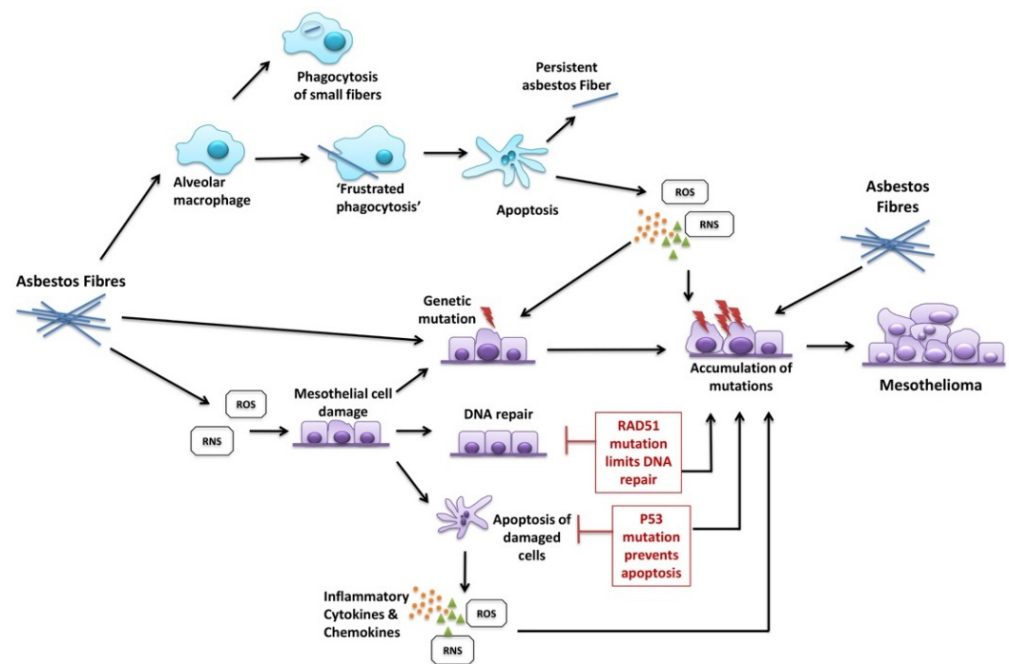 Phagocytosis
of small fibers
Persistent
asbestos Fiber
Alveolar
macrophage
'Frustrated
phagocytosis'
Apoptosis
ROS
RNS
Asbestos
Fibres
Asbestos Fibres
Genetic
mutation
Accumulation of
mutations
Mesothelioma
ROS
RNS
Mesothelial cell
damage
DNA repair
RAD51
mutation
limits DNA
repair
Apoptosis of
damaged
cells
P53
mutation
prevents
apoptosis
Inflammatory
Cytokines &
Chemokines
ROS
RNS